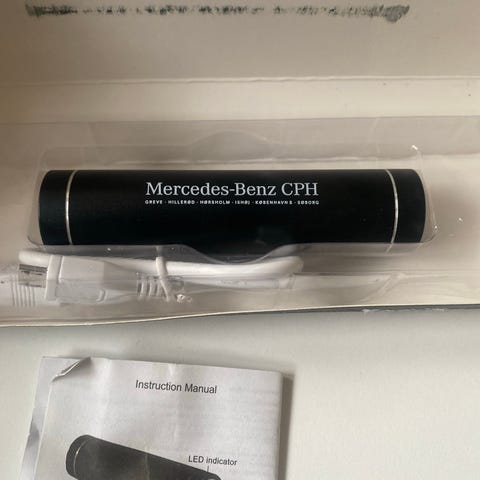 Mercedes-Benz CPH
GREVE · HILLERØD · HØRSHOLM · ISHØJ · KØBENHAVN S · SØBORG
Instruction Manual
LED indicator